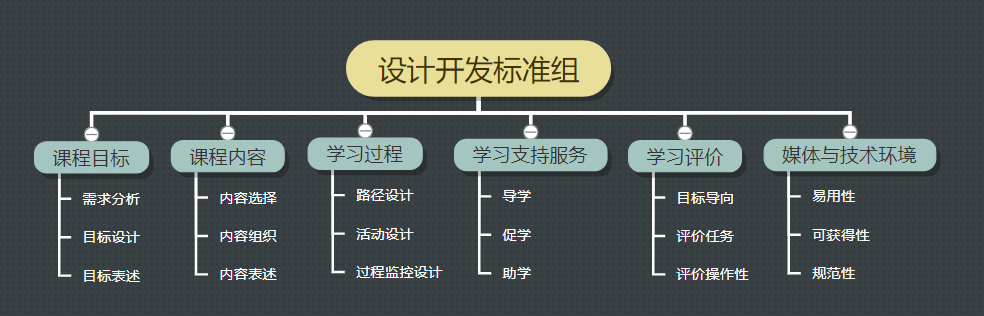 设计开发标准组
课程目标
需求分析
目标设计
目标表述
课程内容
内容选择
内容组织
内容表述
学习过程
路径设计
活动设计
过程监控设计
学习支持服务
导学
促学
助学
学习评价
目标导向
评价任务
评价操作性
媒体与技术环境
易用性
可获得性
规范性